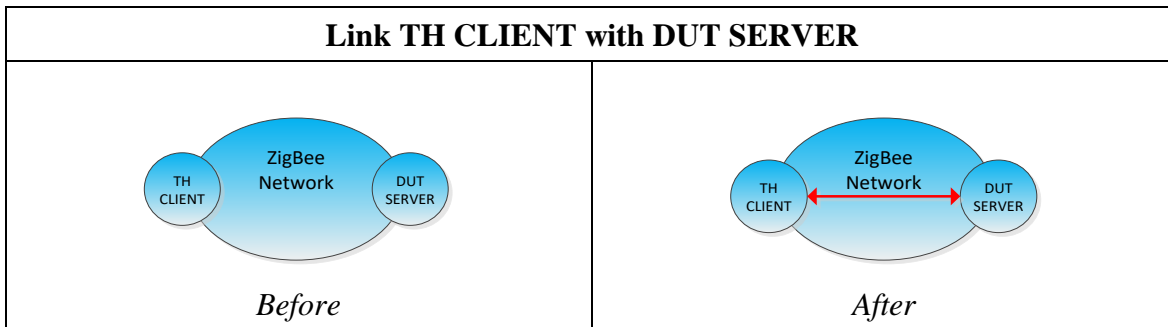 Link TH CLIENT with DUT SERVER
ZigBee
Network
TH
CLIENT
DUT
SERVER
Before
ZigBee
Network
TH
CLIENT
DUT
SERVER
After